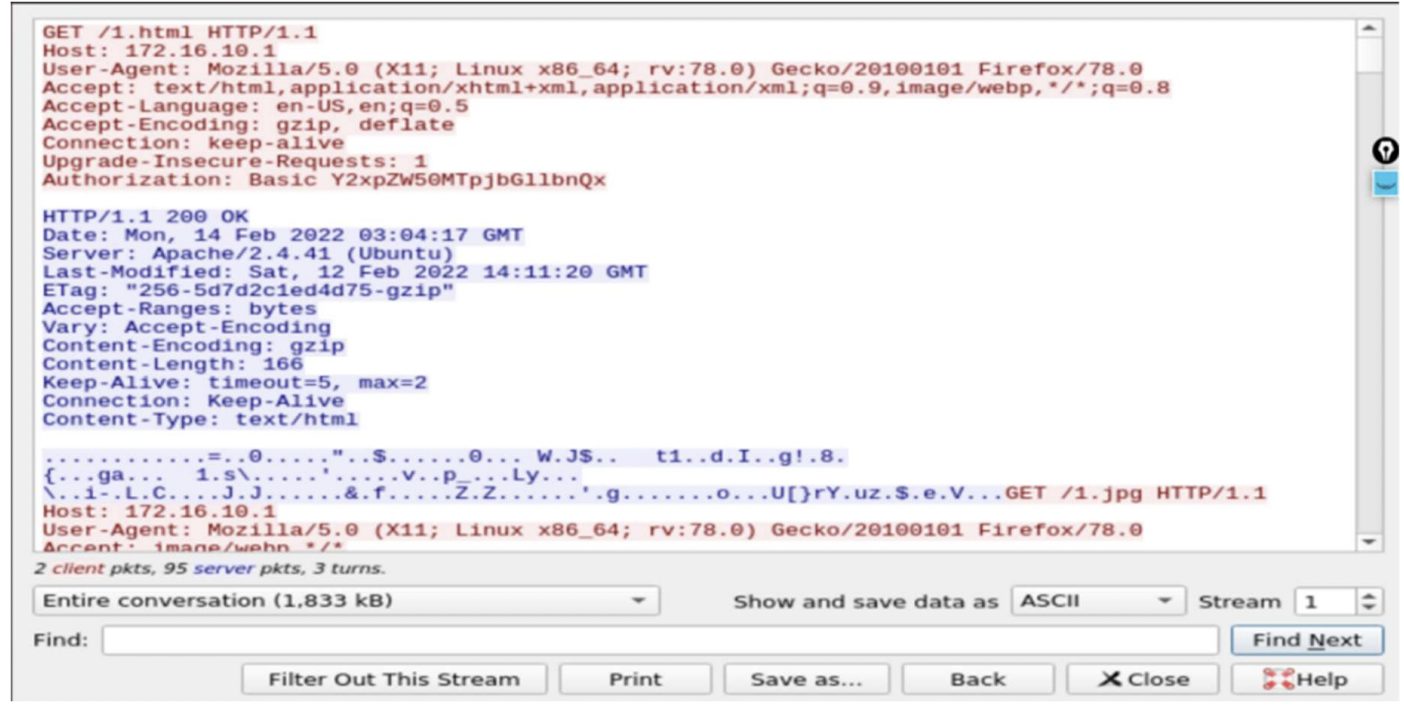 GET /1.html HTTP/1.1
Host: 172.16.10.1
User-Agent: Mozilla/5.0 (X11; Linux x86_64; rv:78.0) Gecko/20100101 Firefox/78.0
Accept: text/html,application/xhtml+xml,application/xml;q=0.9,image/webp,*/*;q=0.8
Accept-Language: en-US,en;q=0.5
Accept-Encoding: gzip, deflate
Connection: keep-alive
Upgrade-Insecure-Requests: 1
Authorization: Basic Y2xpZW50MTpjbGllbnQx
HTTP/1.1 200 OK
Date: Mon, 14 Feb 2022 03:04:17 GMT
Server: Apache/2.4.41 (Ubuntu)
Last-Modified: Sat, 12 Feb 2022 14:11:20 GMT
ETag: "256-5d7d2c1ed4d75-gzip"
Accept-Ranges: bytes
Vary: Accept-Encoding
Content-Encoding: gzip
Content-Length: 166
Keep-Alive: timeout=5, max=2
Connection: Keep-Alive
Content-Type: text/html
............=..0....."..$......0... W.J$..   t1..d.I..g!.8.
{...ga...   1.s\.....'.....v..p_...Ly...
\..i-.L.C....J.J......&.f.....Z.Z......'.g.......o...U[}rY.uz.$.e.V...GET /1.jpg HTTP/1.1
Host: 172.16.10.1
User-Agent: Mozilla/5.0 (X11; Linux x86_64; rv:78.0) Gecko/20100101 Firefox/78.0
Accept: image/webp,*/*
2 client pkts, 95 server pkts, 3 turns.
Entire conversation (1,833 kB) Show and save data as ASCII Stream 1
Find: Find Next
Filter Out This Stream Print Save as... Back Close Help